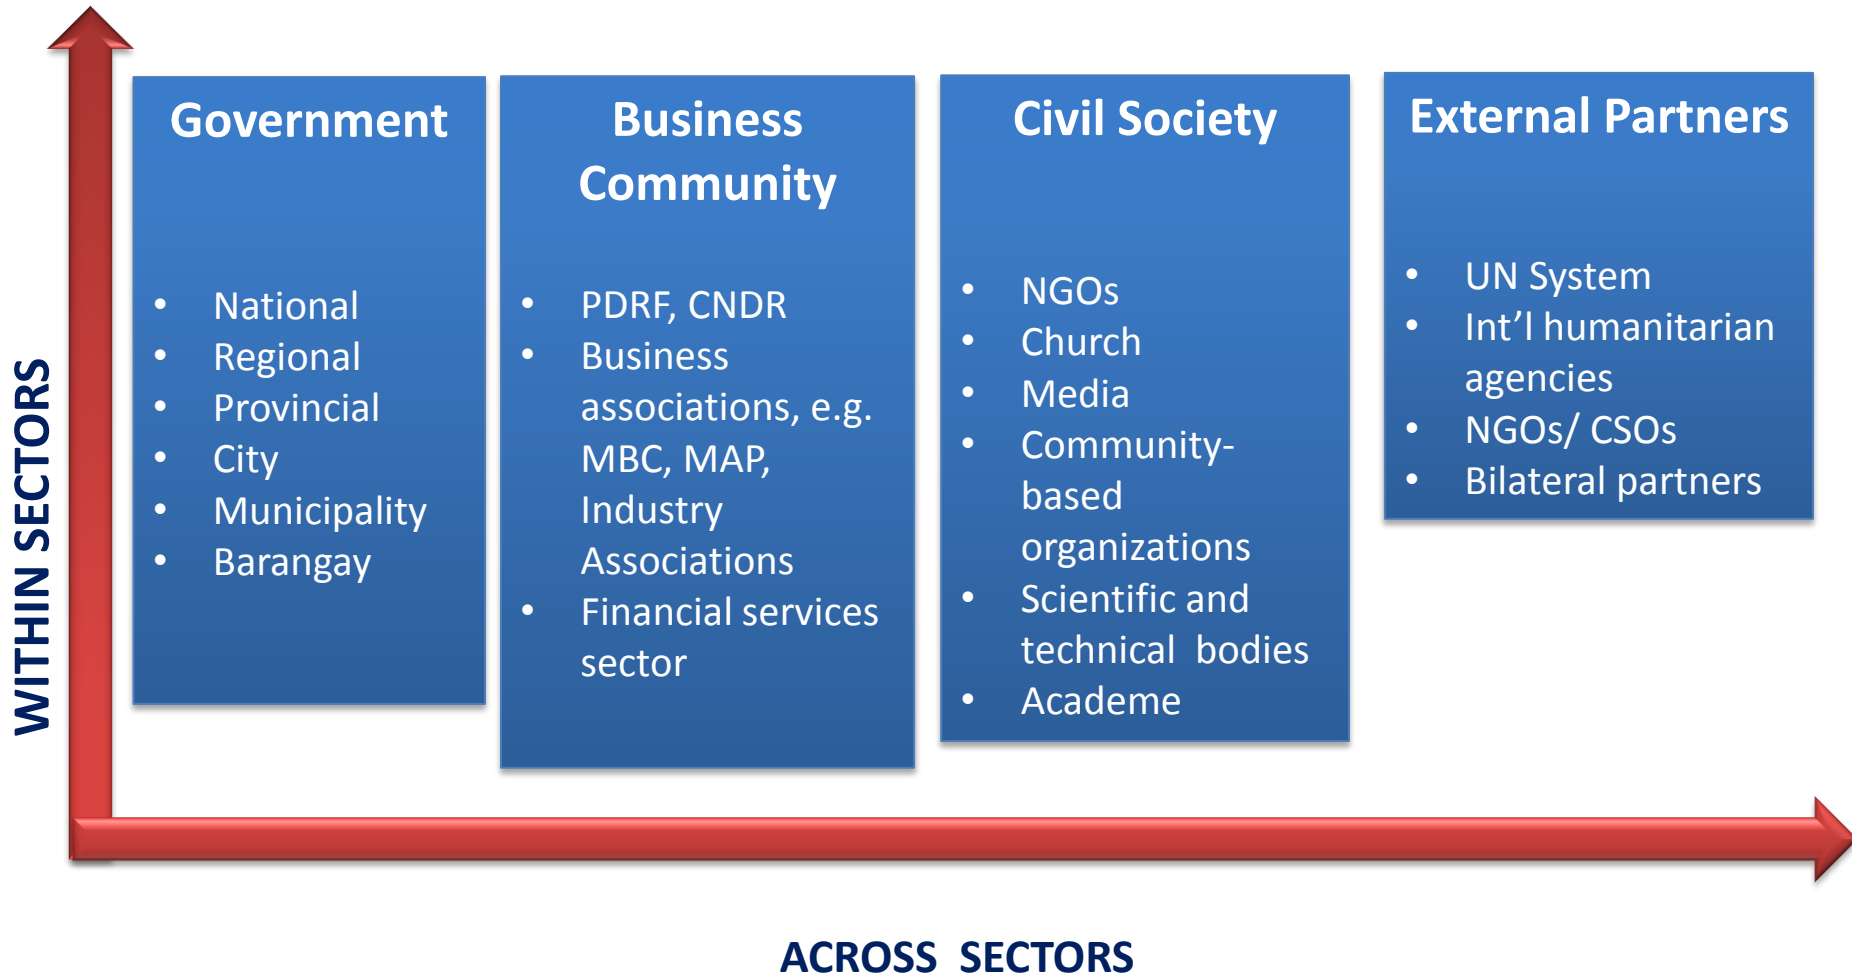 WITHIN SECTORS
Government
• National
• Regional
• Provincial
• City
• Municipality
• Barangay
Business
Community
• PDRF, CNDR
• Business
associations, e.g.
MBC, MAP,
Industry
Associations
• Financial services
sector
Civil Society
• NGOs
• Church
• Media
• Community-
based
organizations
• Scientific and
technical  bodies
• Academe
External Partners
• UN System
• Int’l humanitarian
agencies
• NGOs/ CSOs
• Bilateral partners
ACROSS  SECTORS